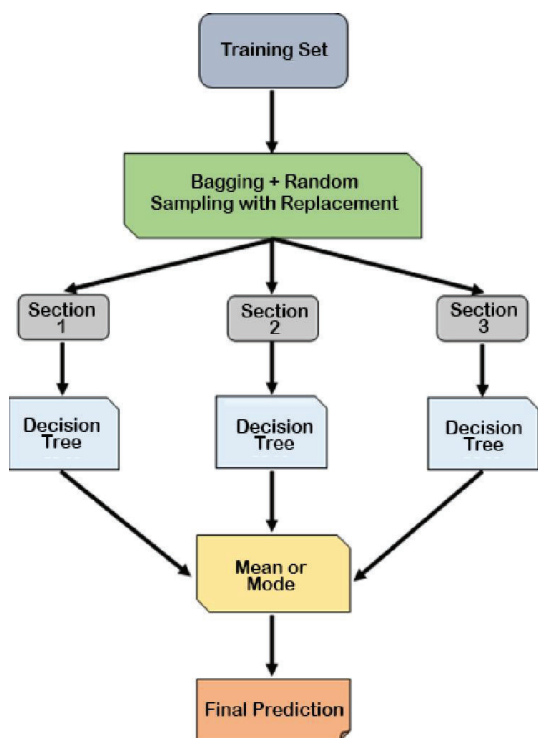 Training Set
Bagging + Random
Sampling with Replacement
Section
1
Section
2
Section
3
Decision
Tree
Decision
Tree
Decision
Tree
Mean or
Mode
Final Prediction